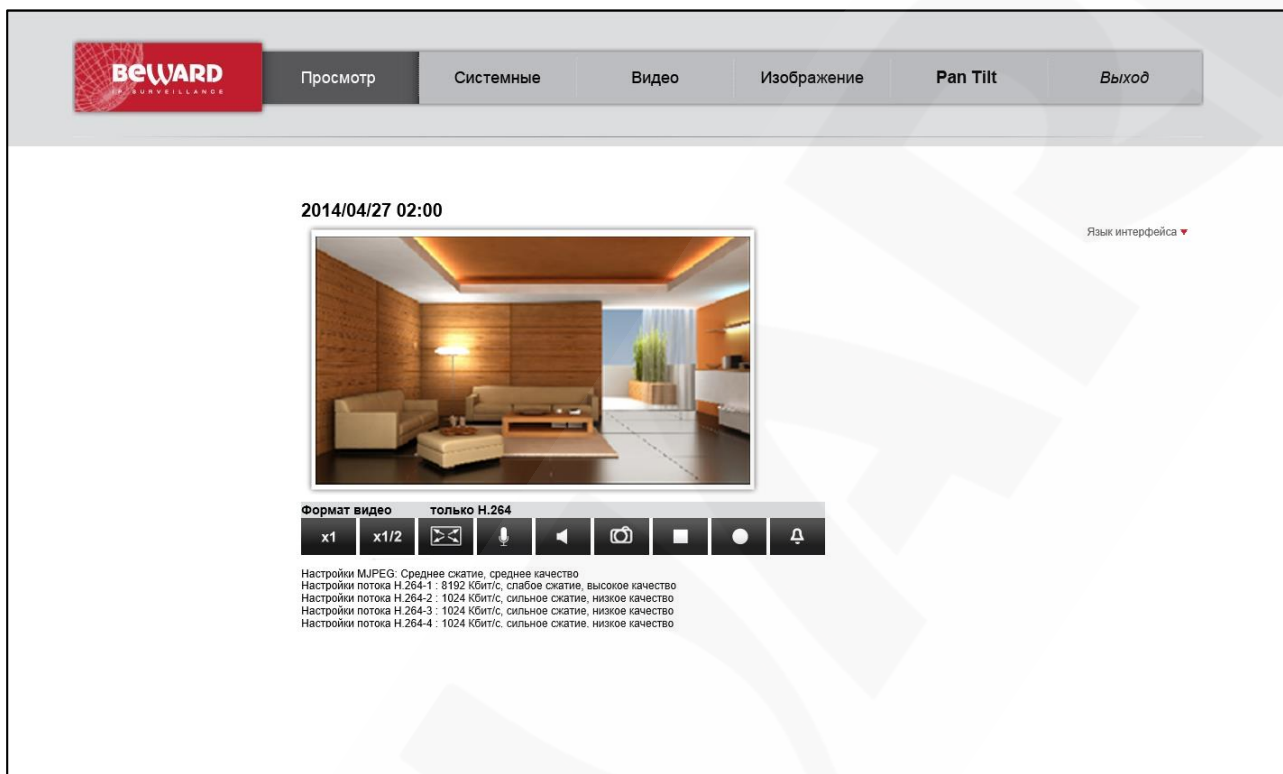 BEWARD
IP SURVEILLANCE
Просмотр
Системные
Видео
Изображение
Pan Tilt
Выход
2014/04/27 02:00
Язык интерфейса
Формат видео только H.264
x1
x1/2
Настройки MJPEG: Среднее сжатие, среднее качество
Настройки потока H.264-1 : 8192 Кбит/с, слабое сжатие, высокое качество
Настройки потока H.264-2 : 1024 Кбит/с, сильное сжатие, низкое качество
Настройки потока H.264-3 : 1024 Кбит/с, сильное сжатие, низкое качество
Настройки потока H.264-4 : 1024 Кбит/с, сильное сжатие, низкое качество